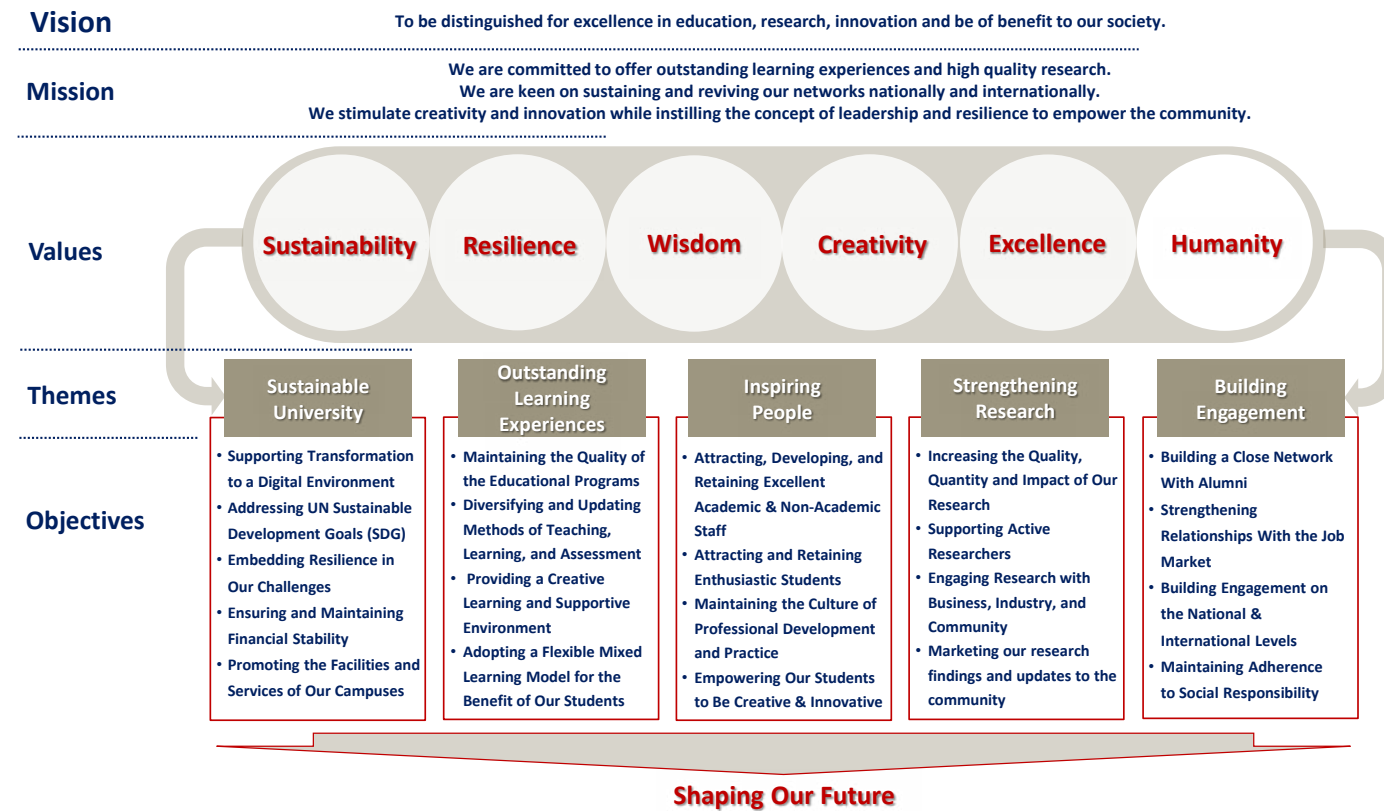 Vision
To be distinguished for excellence in education, research, innovation and be of benefit to our society.
Mission
We are committed to offer outstanding learning experiences and high quality research.
We are keen on sustaining and reviving our networks nationally and internationally.
We stimulate creativity and innovation while instilling the concept of leadership and resilience to empower the community.
Values
Sustainability
Resilience
Wisdom
Creativity
Excellence
Humanity
Themes
Sustainable
University
Outstanding
Learning
Experiences
Inspiring
People
Strengthening
Research
Building
Engagement
Objectives
• Supporting Transformation
to a Digital Environment
• Addressing UN Sustainable
Development Goals (SDG)
• Embedding Resilience in
Our Challenges
• Ensuring and Maintaining
Financial Stability
• Promoting the Facilities and
Services of Our Campuses
• Maintaining the Quality of
the Educational Programs
• Diversifying and Updating
Methods of Teaching,
Learning, and Assessment
• Providing a Creative
Learning and Supportive
Environment
• Adopting a Flexible Mixed
Learning Model for the
Benefit of Our Students
• Attracting, Developing, and
Retaining Excellent
Academic & Non-Academic
Staff
• Attracting and Retaining
Enthusiastic Students
• Maintaining the Culture of
Professional Development
and Practice
• Empowering Our Students
to Be Creative & Innovative
• Increasing the Quality,
Quantity and Impact of Our
Research
• Supporting Active
Researchers
• Engaging Research with
Business, Industry, and
Community
• Marketing our research
findings and updates to the
community
• Building a Close Network
With Alumni
• Strengthening
Relationships With the Job
Market
• Building Engagement on
the National &
International Levels
• Maintaining Adherence
to Social Responsibility
Shaping Our Future